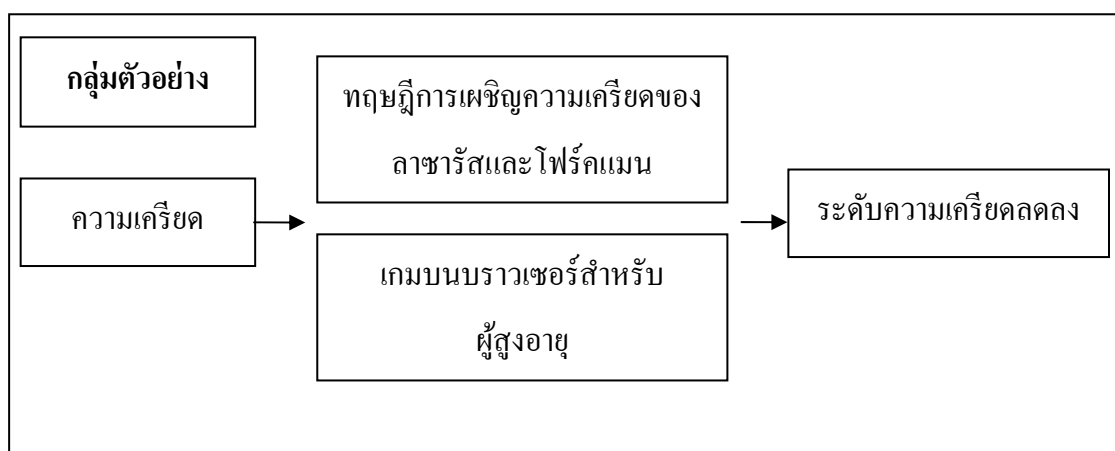 กลุ่มตัวอย่าง
ความเครียด
ทฤษฎีการเผชิญความเครียดของ
ลาซารัสและโฟร์คแมน
เกมบนบราวเซอร์สำหรับ
ผู้สูงอายุ
ระดับความเครียดลดลง